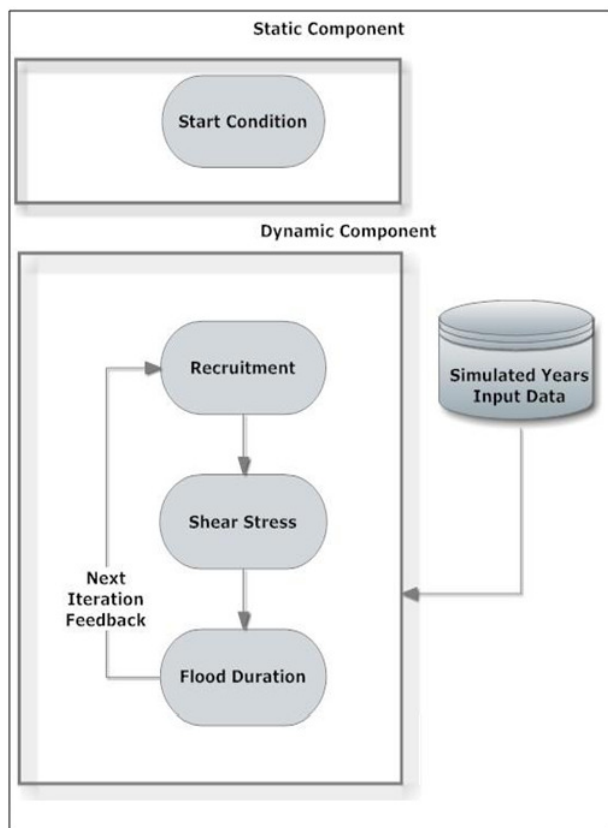 Static Component
Start Condition
Dynamic Component
Recruitment
Simulated Years
Input Data
Shear Stress
Next
Iteration
Feedback
Flood Duration